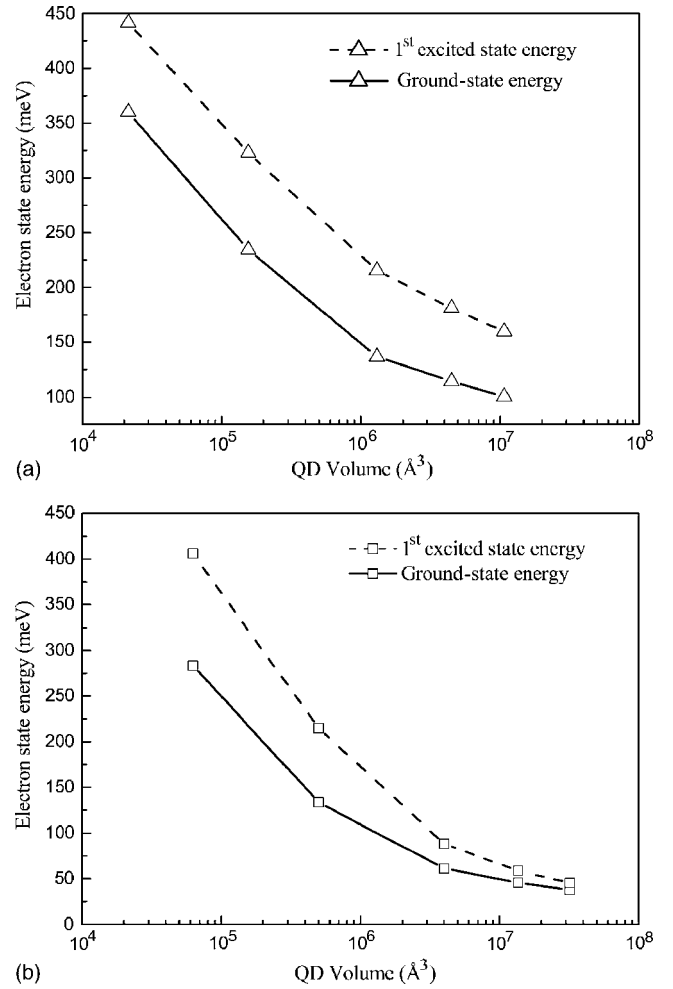 450
400
350
300
250
200
150
100
Electron state energy (meV)
1st excited state energy
Ground-state energy
10^4 10^5 10^6 10^7 10^8
(a) QD Volume (Å^3)
450
400
350
300
250
200
150
100
50
0
Electron state energy (meV)
1st excited state energy
Ground-state energy
10^4 10^5 10^6 10^7 10^8
(b) QD Volume (Å^3)